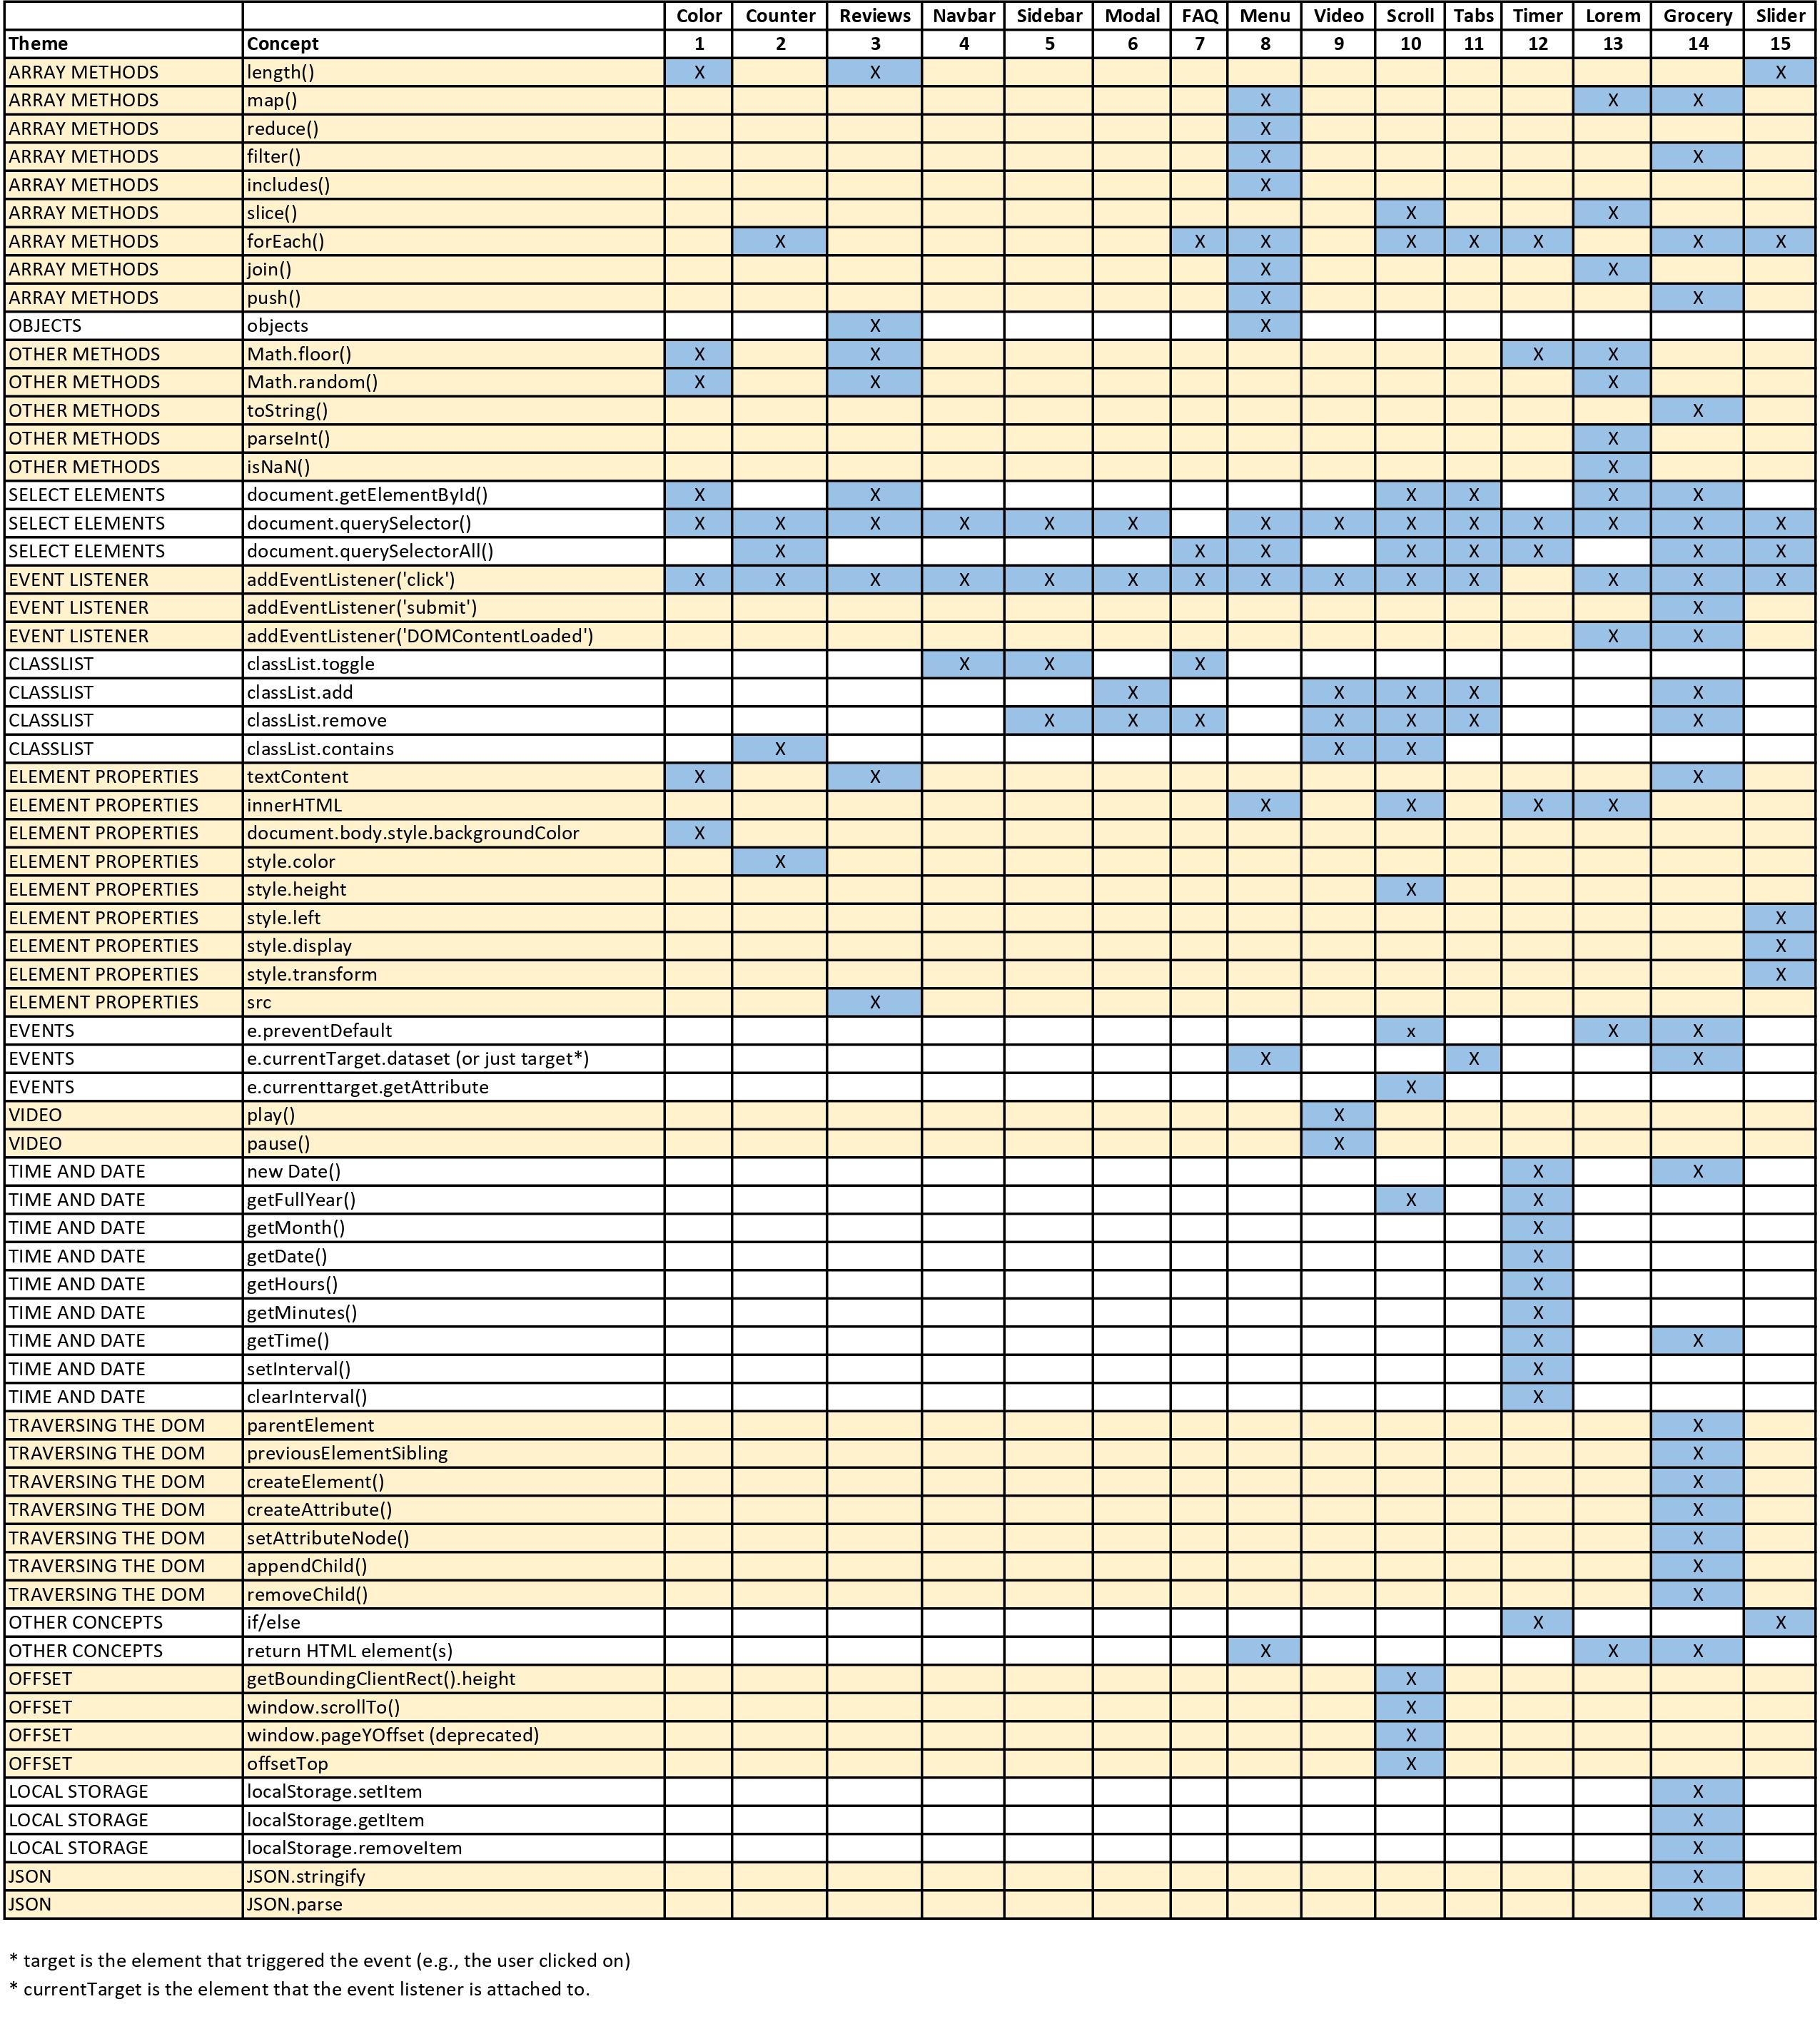 Color Counter Reviews Navbar Sidebar Modal FAQ Menu Video Scroll Tabs Timer Lorem Grocery Slider
Theme Concept 1 2 3 4 5 6 7 8 9 10 11 12 13 14 15
ARRAY METHODS length() X X X
ARRAY METHODS map() X X X
ARRAY METHODS reduce() X
ARRAY METHODS filter() X X
ARRAY METHODS includes() X
ARRAY METHODS slice() X X
ARRAY METHODS forEach() X X X X X X X X
ARRAY METHODS join() X X
ARRAY METHODS push() X X
OBJECTS objects X X
OTHER METHODS Math.floor() X X X X
OTHER METHODS Math.random() X X X
OTHER METHODS toString() X
OTHER METHODS parseInt() X
OTHER METHODS isNaN() X
SELECT ELEMENTS document.getElementById() X X X X X X
SELECT ELEMENTS document.querySelector() X X X X X X X X X X X X X X
SELECT ELEMENTS document.querySelectorAll() X X X X X X X X
EVENT LISTENER addEventListener('click') X X X X X X X X X X X X X X
EVENT LISTENER addEventListener('submit') X
EVENT LISTENER addEventListener('DOMContentLoaded') X X
CLASSLIST classList.toggle X X X
CLASSLIST classList.add X X X X X
CLASSLIST classList.remove X X X X X X X
CLASSLIST classList.contains X X X
ELEMENT PROPERTIES textContent X X X
ELEMENT PROPERTIES innerHTML X X X X
ELEMENT PROPERTIES document.body.style.backgroundColor X
ELEMENT PROPERTIES style.color X
ELEMENT PROPERTIES style.height X
ELEMENT PROPERTIES style.left X
ELEMENT PROPERTIES style.display X
ELEMENT PROPERTIES style.transform X
ELEMENT PROPERTIES src X
EVENTS e.preventDefault x X X
EVENTS e.currentTarget.dataset (or just target*) X X X
EVENTS e.currenttarget.getAttribute X
VIDEO play() X
VIDEO pause() X
TIME AND DATE new Date() X X
TIME AND DATE getFullYear() X X
TIME AND DATE getMonth() X
TIME AND DATE getDate() X
TIME AND DATE getHours() X
TIME AND DATE getMinutes() X
TIME AND DATE getTime() X X
TIME AND DATE setInterval() X
TIME AND DATE clearInterval() X
TRAVERSING THE DOM parentElement X
TRAVERSING THE DOM previousElementSibling X
TRAVERSING THE DOM createElement() X
TRAVERSING THE DOM createAttribute() X
TRAVERSING THE DOM setAttributeNode() X
TRAVERSING THE DOM appendChild() X
TRAVERSING THE DOM removeChild() X
OTHER CONCEPTS if/else X X
OTHER CONCEPTS return HTML element(s) X X X
OFFSET getBoundingClientRect().height X
OFFSET window.scrollTo() X
OFFSET window.pageYOffset (deprecated) X
OFFSET offsetTop X
LOCAL STORAGE localStorage.setItem X
LOCAL STORAGE localStorage.getItem X
LOCAL STORAGE localStorage.removeItem X
JSON JSON.stringify X
JSON JSON.parse X
* target is the element that triggered the event (e.g., the user clicked on)
* currentTarget is the element that the event listener is attached to.